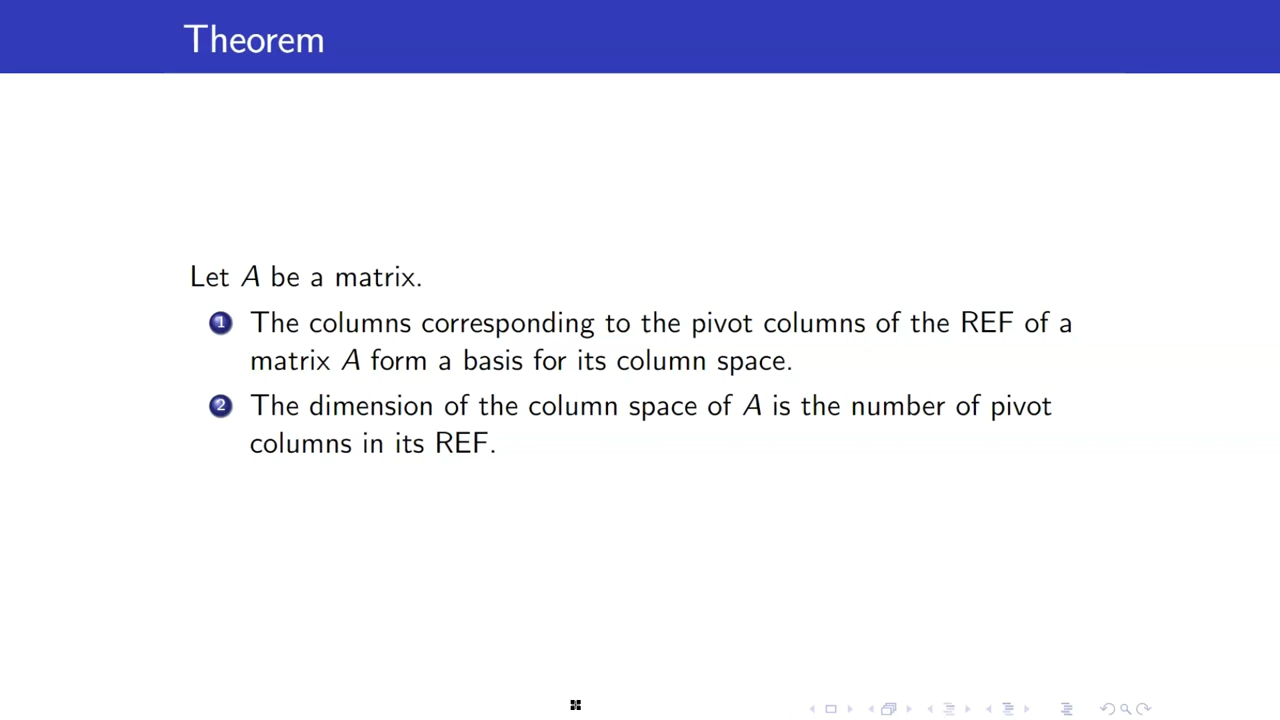 Theorem
Let A be a matrix.
1 The columns corresponding to the pivot columns of the REF of a
matrix A form a basis for its column space.
2 The dimension of the column space of A is the number of pivot
columns in its REF.